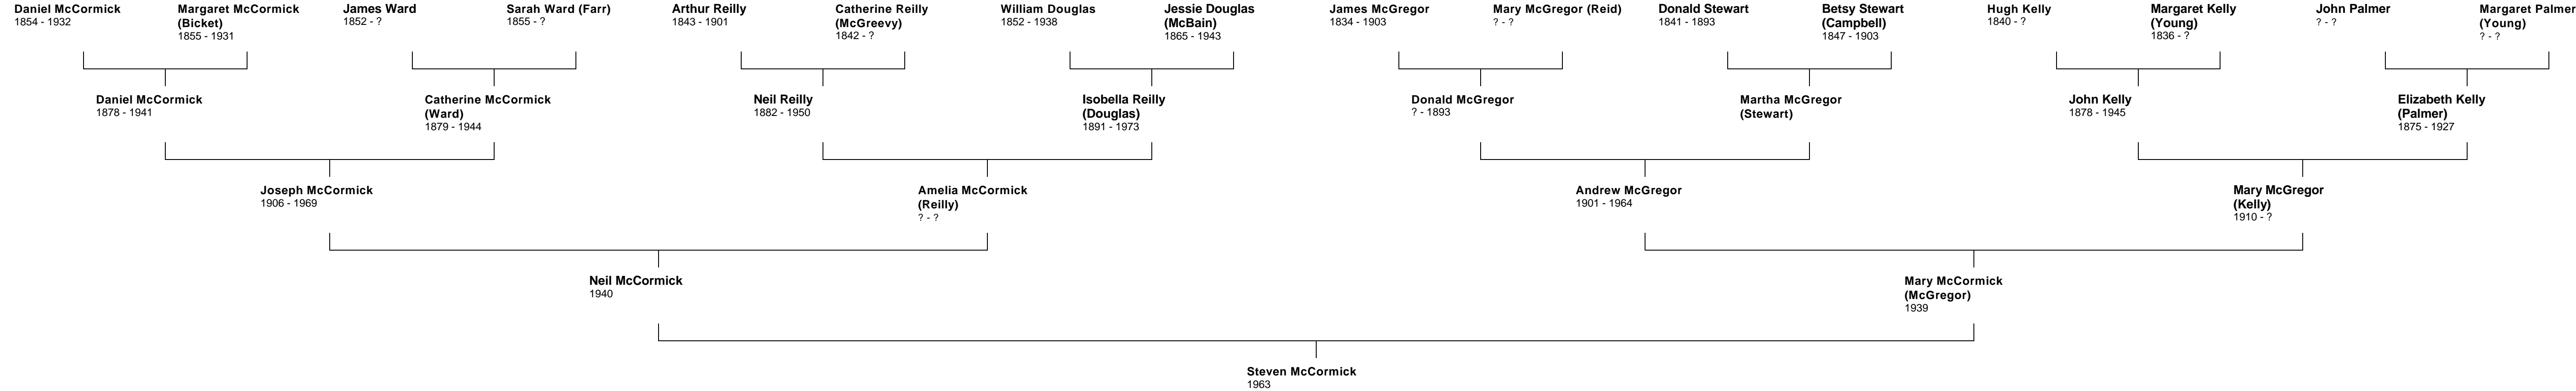 Daniel McCormick
1854 - 1932
Margaret McCormick
(Bicket)
1855 - 1931
James Ward
1852 - ?
Sarah Ward (Farr)
1855 - ?
Arthur Reilly
1843 - 1901
Catherine Reilly
(McGreevy)
1842 - ?
William Douglas
1852 - 1938
Jessie Douglas
(McBain)
1865 - 1943
James McGregor
1834 - 1903
Mary McGregor (Reid)
? - ?
Donald Stewart
1841 - 1893
Betsy Stewart
(Campbell)
1847 - 1903
Hugh Kelly
1840 - ?
Margaret Kelly
(Young)
1836 - ?
John Palmer
? - ?
Margaret Palmer
(Young)
? - ?
Daniel McCormick
1878 - 1941
Catherine McCormick
(Ward)
1879 - 1944
Neil Reilly
1882 - 1950
Isobella Reilly
(Douglas)
1891 - 1973
Donald McGregor
? - 1893
Martha McGregor
(Stewart)
John Kelly
1878 - 1945
Elizabeth Kelly
(Palmer)
1875 - 1927
Joseph McCormick
1906 - 1969
Amelia McCormick
(Reilly)
? - ?
Andrew McGregor
1901 - 1964
Mary McGregor
(Kelly)
1910 - ?
Neil McCormick
1940
Mary McCormick
(McGregor)
1939
Steven McCormick
1963